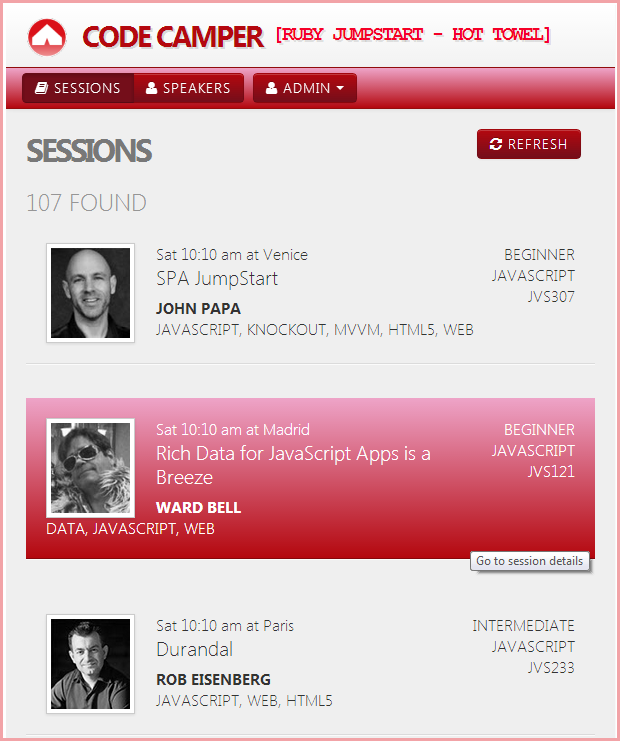 CODE CAMPER [RUBY JUMPSTART - HOT TOWEL]
SESSIONS SPEAKERS ADMIN
SESSIONS
REFRESH
107 FOUND
Sat 10:10 am at Venice
SPA JumpStart
JOHN PAPA
JAVASCRIPT, KNOCKOUT, MVVM, HTML5, WEB
BEGINNER
JAVASCRIPT
JVS307
Sat 10:10 am at Madrid
Rich Data for JavaScript Apps is a
Breeze
WARD BELL
DATA, JAVASCRIPT, WEB
BEGINNER
JAVASCRIPT
JVS121
Go to session details
Sat 10:10 am at Paris
Durandal
ROB EISENBERG
JAVASCRIPT, WEB, HTML5
INTERMEDIATE
JAVASCRIPT
JVS233